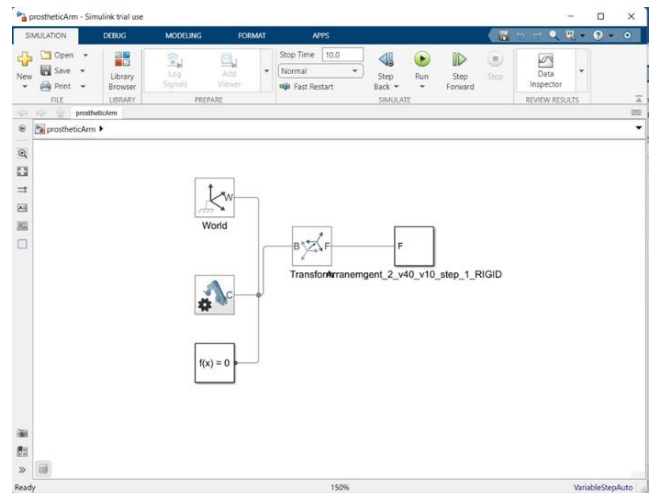 prostheticArm - Simulink trial use
SIMULATION DEBUG MODELING FORMAT APPS
New
Open
Save
Print
FILE
Library
Browser
LIBRARY
Log
Signals
Add
Viewer
PREPARE
Stop Time 10.0
Normal
Fast Restart
Step
Back
Run
Step
Forward
Stop
SIMULATE
Data
Inspector
REVIEW RESULTS
prostheticArm
prostheticArm
W
World
C
f(x) = 0
B F
Transform
F
Arranemgent_2_v40_v10_step_1_RIGID
Ready 150% VariableStepAuto